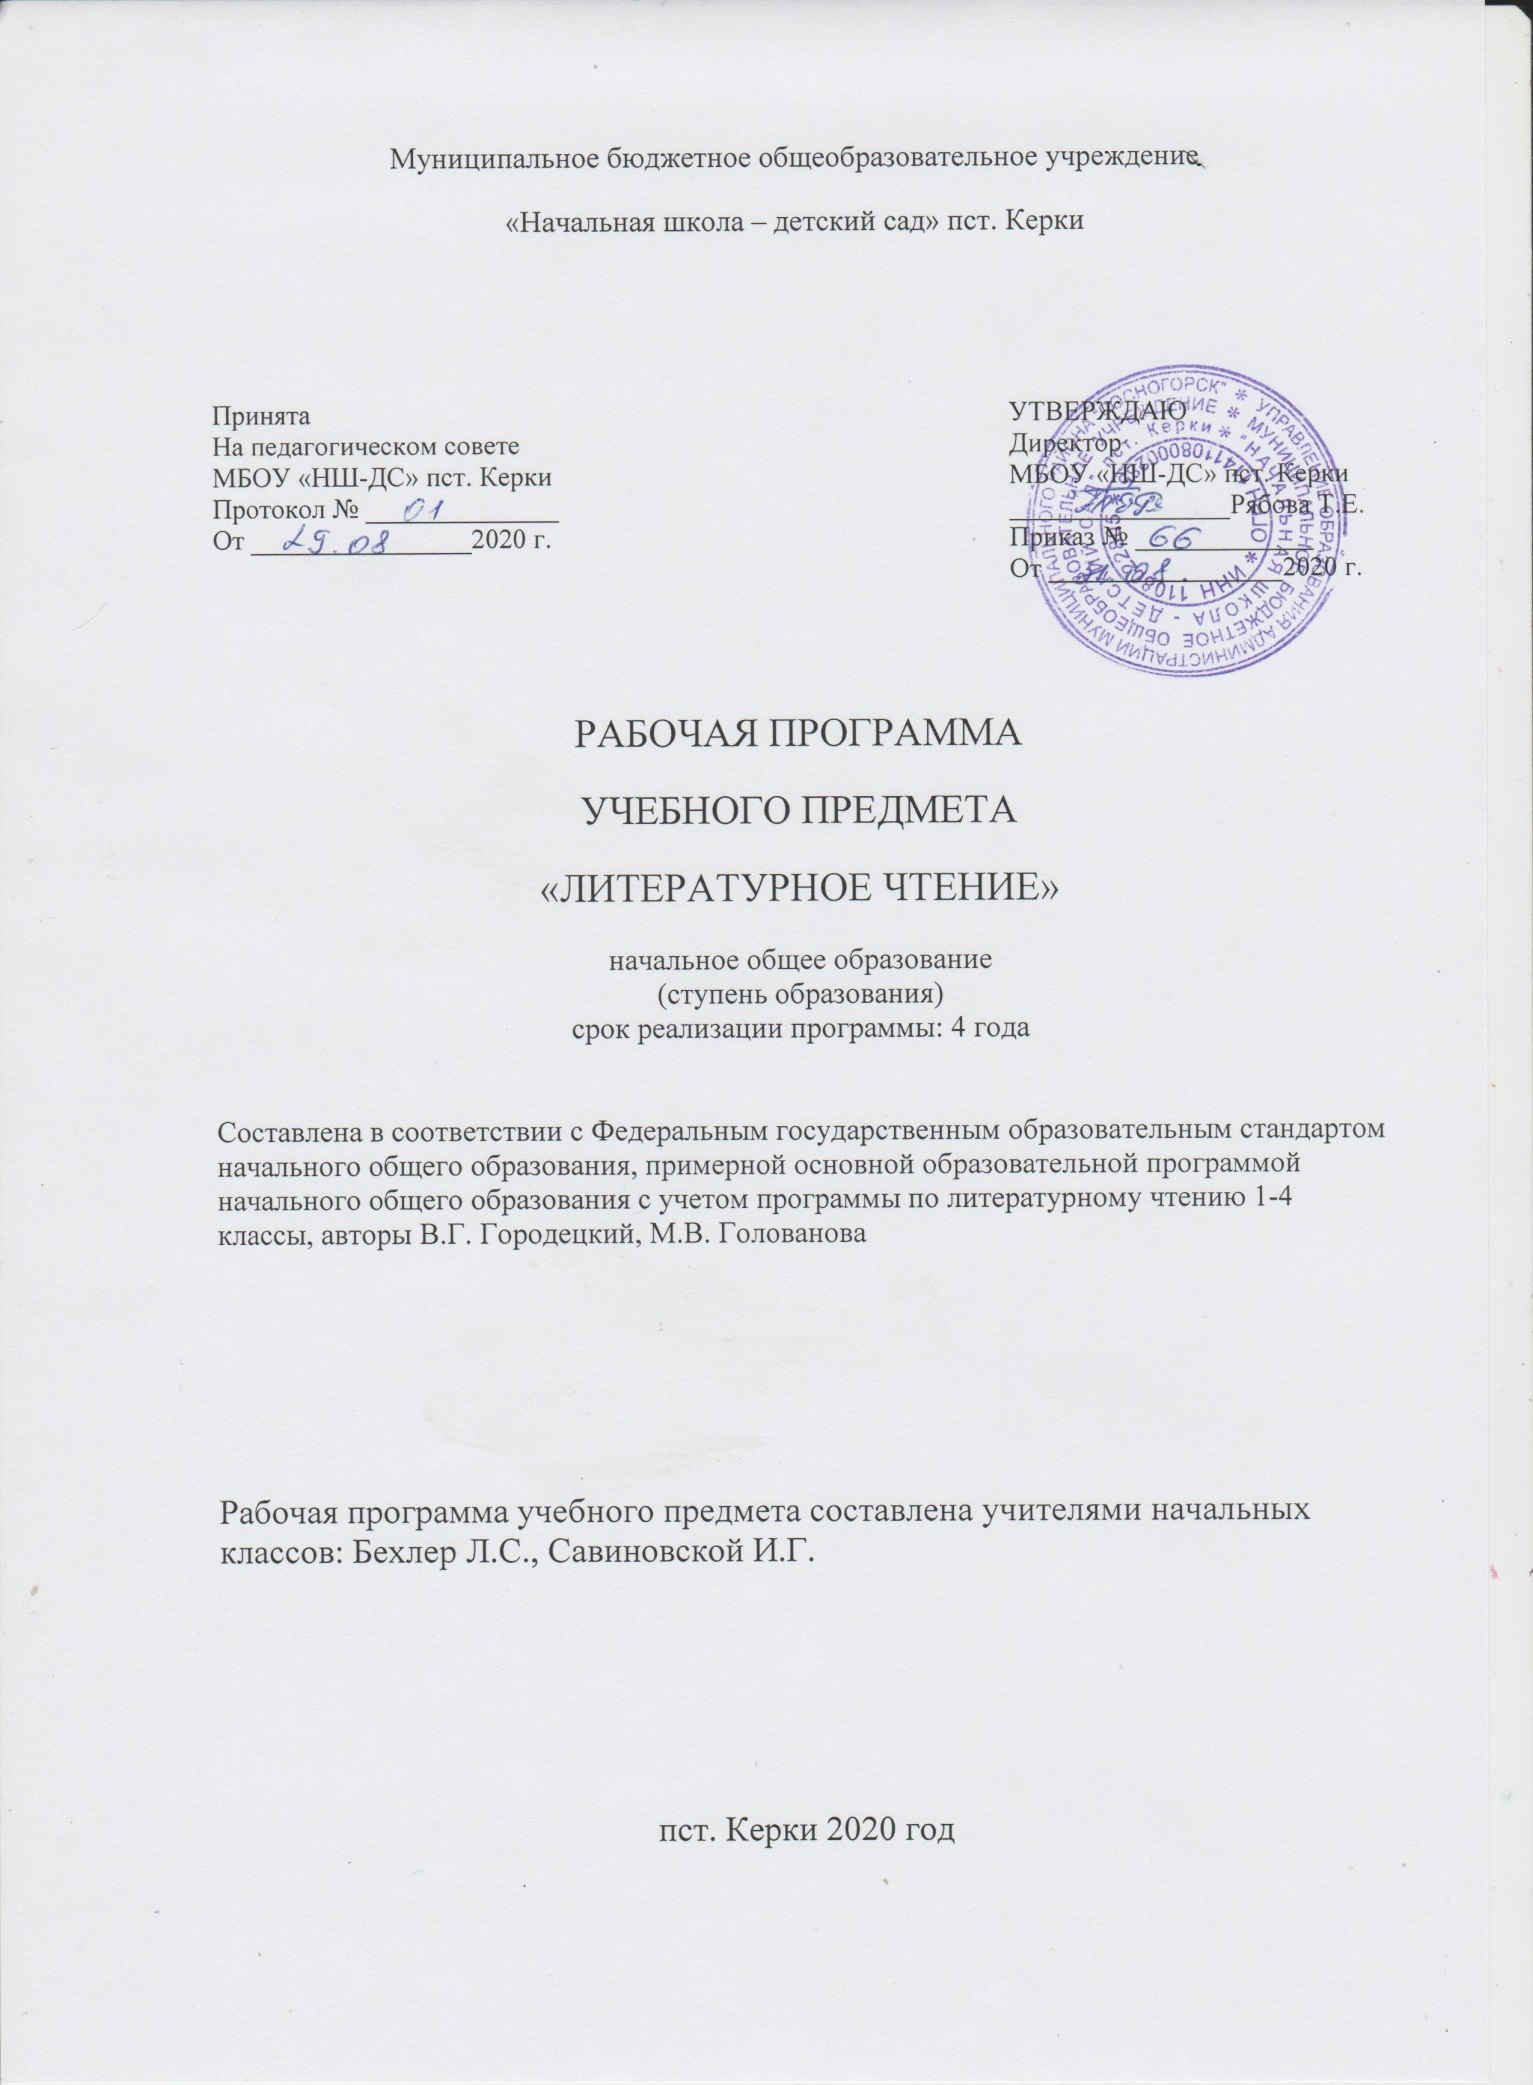 Муниципальное бюджетное общеобразовательное учреждение
«Начальная школа – детский сад» пст. Керки
Принята
На педагогическом совете
МБОУ «НШ-ДС» пст. Керки
Протокол № 01
От 29.08 2020 г.
УТВЕРЖДАЮ
Директор
МБОУ «НШ-ДС» пст. Керки
Рябова Т.Е.
Приказ № 66
От 31.08. 2020 г.
РАБОЧАЯ ПРОГРАММА
УЧЕБНОГО ПРЕДМЕТА
«ЛИТЕРАТУРНОЕ ЧТЕНИЕ»
начальное общее образование
(ступень образования)
срок реализации программы: 4 года
Составлена в соответствии с Федеральным государственным образовательным стандартом
начального общего образования, примерной основной образовательной программой
начального общего образования с учетом программы по литературному чтению 1-4
классы, авторы В.Г. Городецкий, М.В. Голованова
Рабочая программа учебного предмета составлена учителями начальных
классов: Бехлер Л.С., Савиновской И.Г.
пст. Керки 2020 год